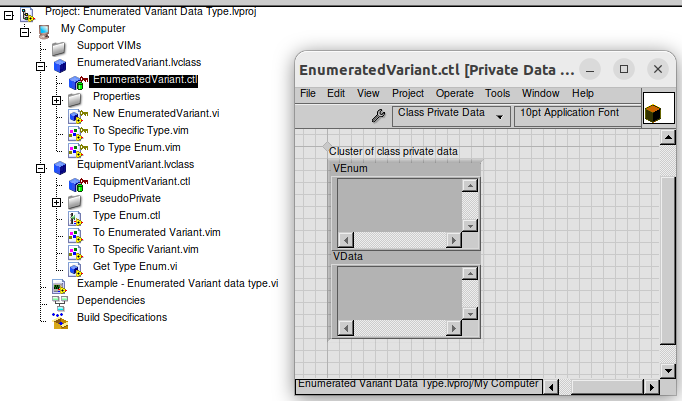 Project: Enumerated Variant Data Type.lvproj
My Computer
Support VIMs
EnumeratedVariant.lvclass
EnumeratedVariant.ctl
Properties
New EnumeratedVariant.vi
To Specific Type.vim
To Type Enum.vim
EquipmentVariant.lvclass
EquipmentVariant.ctl
PseudoPrivate
Type Enum.ctl
To Enumerated Variant.vim
To Specific Variant.vim
Get Type Enum.vi
Example - Enumerated Variant data type.vi
Dependencies
Build Specifications
EnumeratedVariant.ctl [Private Data ...
File Edit View Project Operate Tools Window Help
Class Private Data 10pt Application Font
Cluster of class private data
VEnum
VData
Enumerated Variant Data Type.lvproj/My Computer